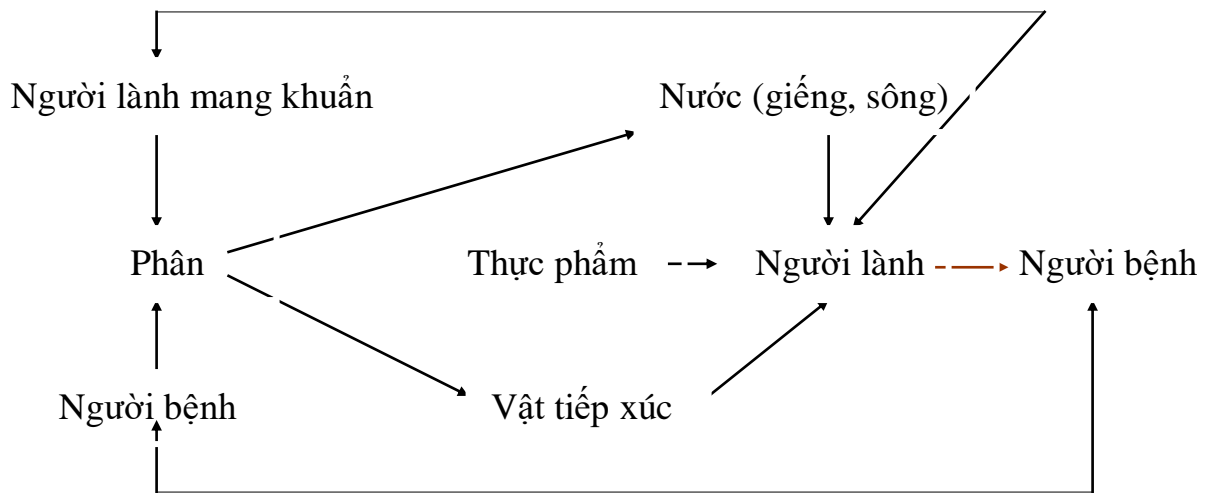 Người lành mang khuẩn Nước (giếng, sông)
Phân Thực phẩm Người lành Người bệnh
Người bệnh Vật tiếp xúc